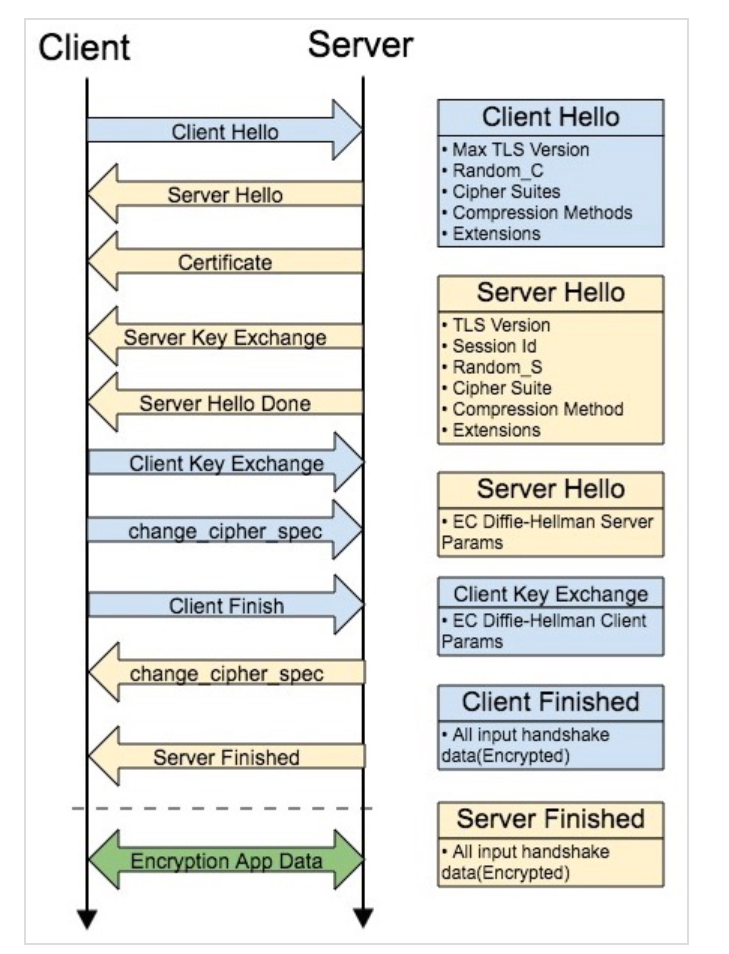 Client
Server
Client Hello
Server Hello
Certificate
Server Key Exchange
Server Hello Done
Client Key Exchange
change_cipher_spec
Client Finish
change_cipher_spec
Server Finished
Encryption App Data
Client Hello
• Max TLS Version
• Random_C
• Cipher Suites
• Compression Methods
• Extensions
Server Hello
• TLS Version
• Session Id
• Random_S
• Cipher Suite
• Compression Method
• Extensions
Server Hello
• EC Diffie-Hellman Server
Params
Client Key Exchange
• EC Diffie-Hellman Client
Params
Client Finished
• All input handshake
data(Encrypted)
Server Finished
• All input handshake
data(Encrypted)